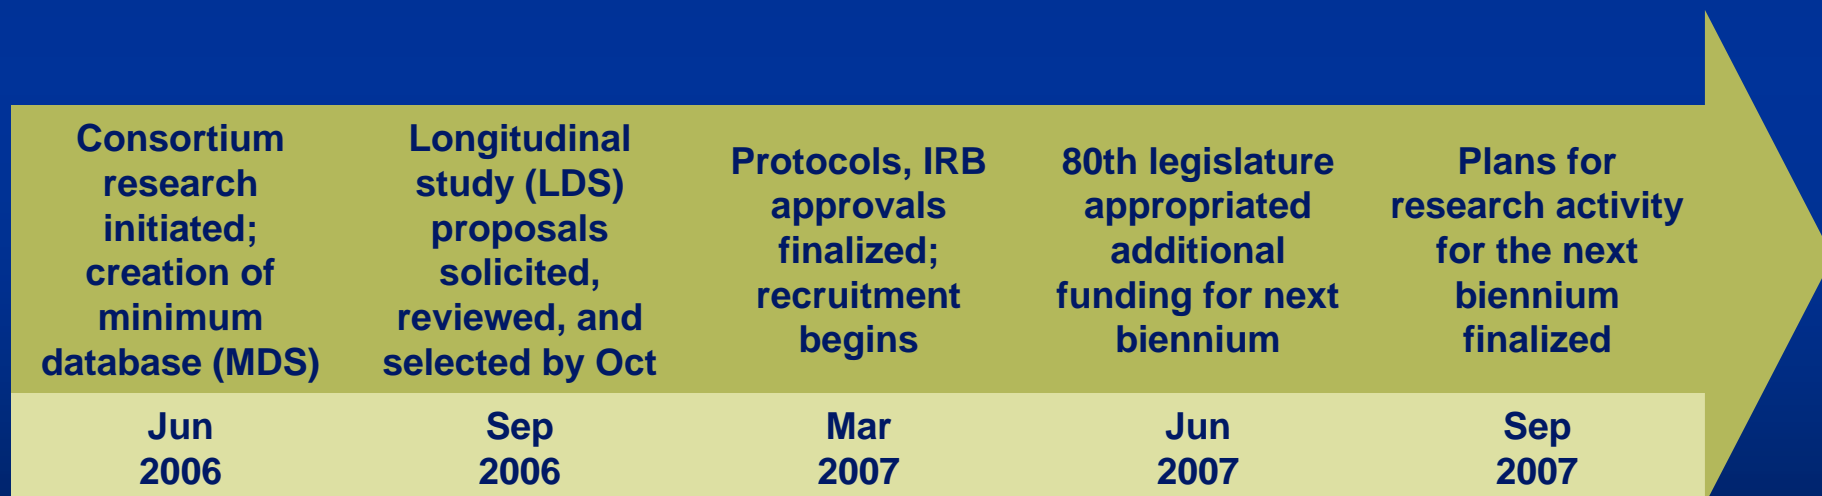 Consortium
research
initiated;
creation of
minimum
database (MDS)
Jun
2006
Longitudinal
study (LDS)
proposals
solicited,
reviewed, and
selected by Oct
Sep
2006
Protocols, IRB
approvals
finalized;
recruitment
begins
Mar
2007
80th legislature
appropriated
additional
funding for next
biennium
Jun
2007
Plans for
research activity
for the next
biennium
finalized
Sep
2007